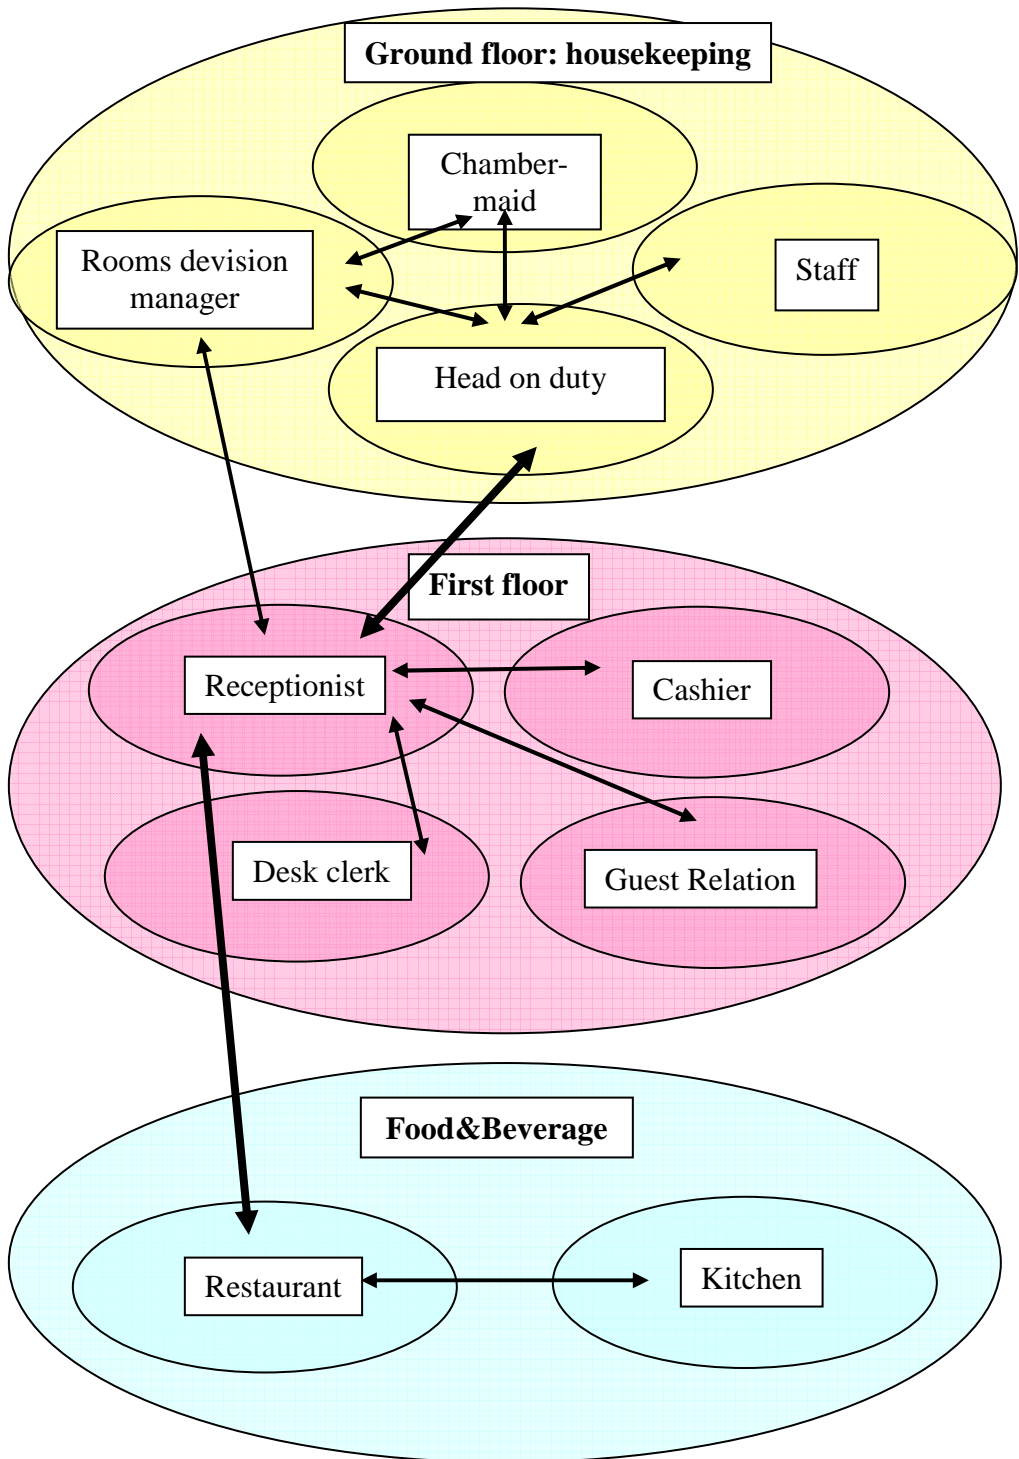 Ground floor: housekeeping
Chamber-
maid
Rooms devision
manager
Staff
Head on duty
First floor
Receptionist
Cashier
Desk clerk
Guest Relation
Food&Beverage
Restaurant
Kitchen